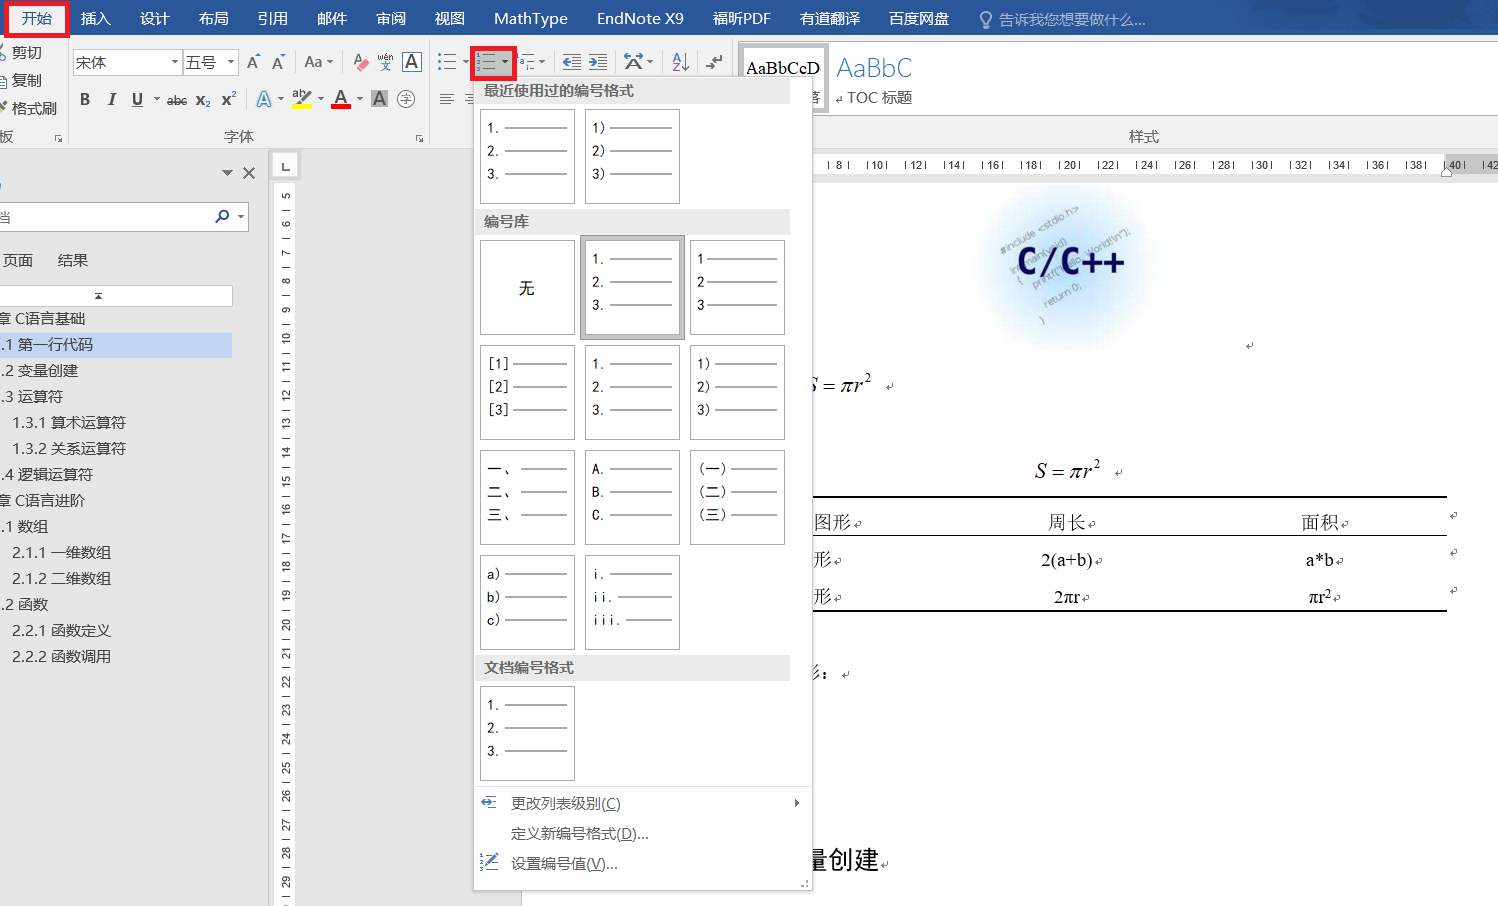 开始 插入 设计 布局 引用 邮件 审阅 视图 MathType EndNote X9 福昕PDF 有道翻译 百度网盘 告诉我您想要做什么...
剪切
复制
格式刷
板
宋体 五号 Aa wén 文 A
B I U abc X₂ X² A ab A A 字
字体
AaBbCcD AaBbC
落 TOC 标题
样式
最近使用过的编号格式
1.
2.
3.
1)
2)
3)
编号库
无
1.
2.
3.
1
2
3
[1]
[2]
[3]
1.
2.
3.
1)
2)
3)
一、
二、
三、
A.
B.
C.
(一)
(二)
(三)
a)
b)
c)
i.
ii.
iii.
文档编号格式
1.
2.
3.
更改列表级别(C)
定义新编号格式(D)...
设置编号值(V)...
档
页面 结果
章 C语言基础
.1 第一行代码
.2 变量创建
.3 运算符
1.3.1 算术运算符
1.3.2 关系运算符
.4 逻辑运算符
章 C语言进阶
.1 数组
2.1.1 一维数组
2.1.2 二维数组
.2 函数
2.2.1 函数定义
2.2.2 函数调用
L
5
6
7
8
9
10
11
12
13
14
15
16
17
18
19
20
21
22
23
24
25
26
27
28
29
8 10 12 14 16 18 20 22 24 26 28 30 32 34 36 38 40 42
#include <stdio.h>
int main(void)
{ printf("Hello, World!\n");
return 0;
}
C/C++
S = πr²
S = πr²
图形 周长 面积
形 2(a+b) a*b
形 2πr πr²
形：
量创建